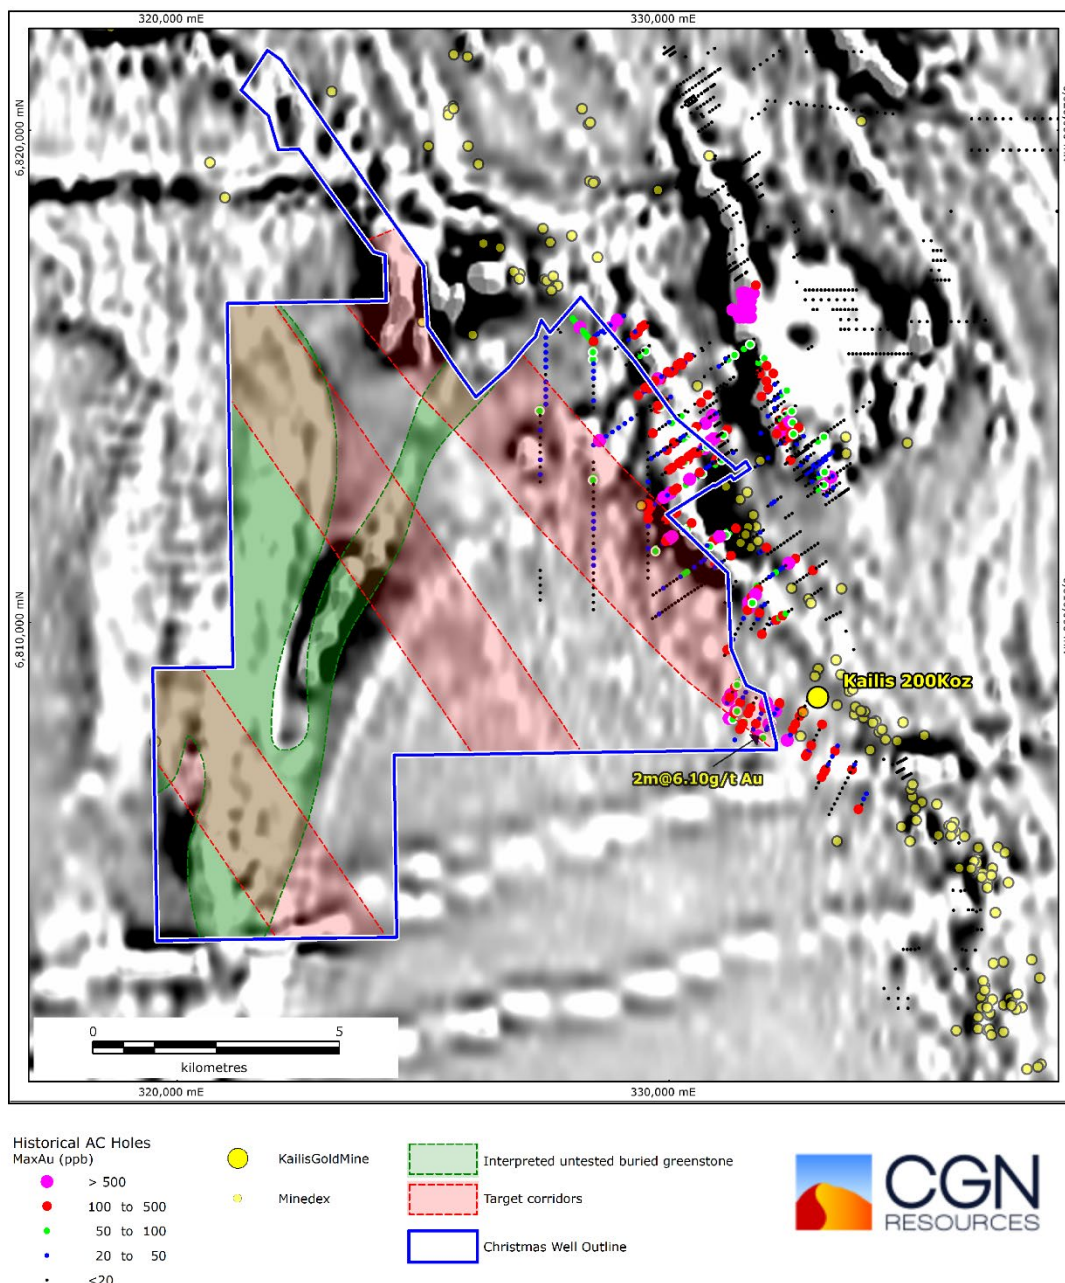 320,000 mE
330,000 mE
6,820,000 mN
6,810,000 mN
Kailis 200Koz
2m@6.10g/t Au
0
5
kilometres
320,000 mE
330,000 mE
Historical AC Holes
MaxAu (ppb)
> 500
100 to 500
50 to 100
20 to 50
<20
KailisGoldMine
Minedex
Interpreted untested buried greenstone
Target corridors
Christmas Well Outline
CGN
RESOURCES